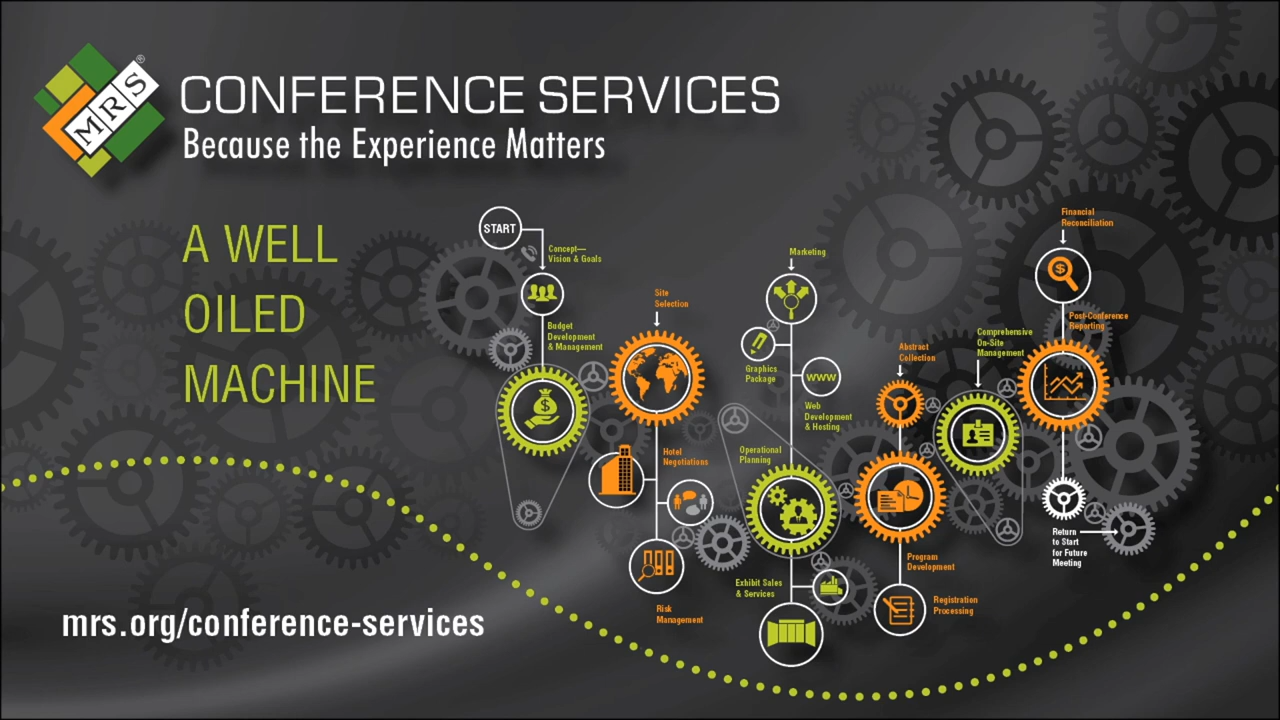 MRS®
CONFERENCE SERVICES
Because the Experience Matters
A WELL
OILED
MACHINE
START
Concept—
Vision & Goals
Budget
Development
& Management
$
Site
Selection
Hotel
Negotiations
Risk
Management
Marketing
Graphics
Package
www
Web
Development
& Hosting
Operational
Planning
Exhibit Sales
& Services
Abstract
Collection
Program
Development
Registration
Processing
Comprehensive
On-Site
Management
Financial
Reconciliation
$
Post-Conference
Reporting
Return
to Start
for Future
Meeting
mrs.org/conference-services